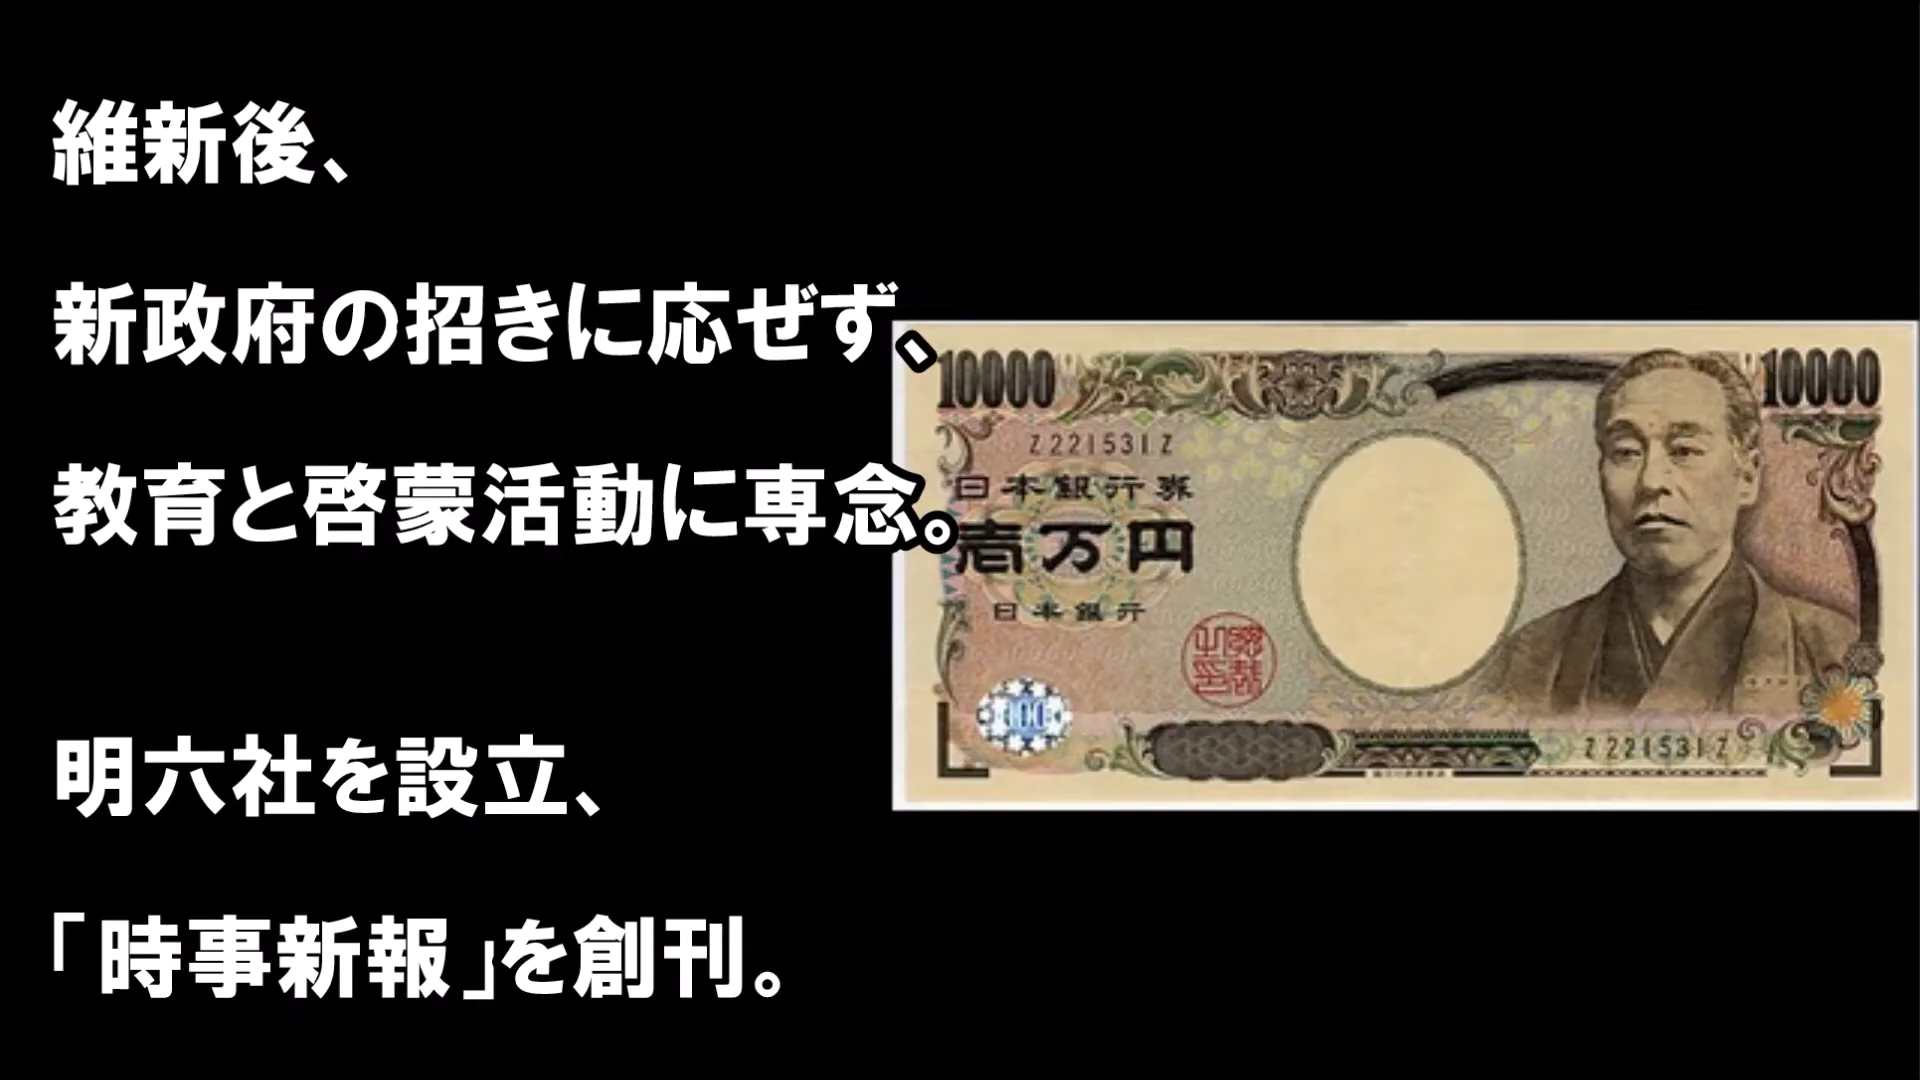 維新後、
新政府の招きに応ぜず、
教育と啓蒙活動に専念。
明六社を設立、
「時事新報」を創刊。
10000
10000
Z221531Z
日本銀行券
壱万円
日本銀行
Z221531Z